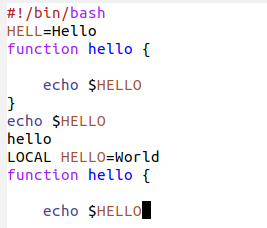 #!/bin/bash
HELL=Hello
function hello {
echo $HELLO
}
echo $HELLO
hello
LOCAL HELLO=World
function hello {
echo $HELLO